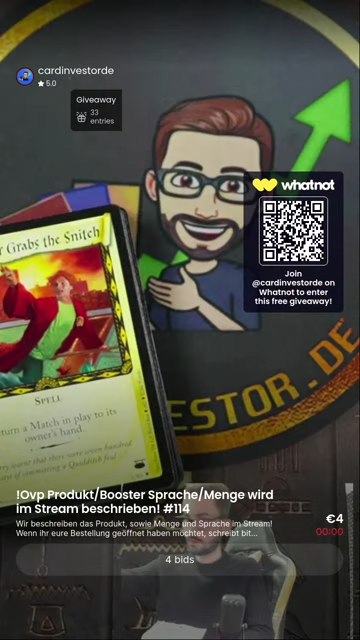 cardinvestorde
5.0
Giveaway
33
entries
whatnot
Join
@cardinvestorde on
Whatnot to enter
this free giveaway!
r Grabs the Snitch
SPELL
turn a Match in play to its
owner's hand.
ESTOR.DE
!Ovp Produkt/Booster Sprache/Menge wird
im Stream beschrieben! #114
€4
Wir beschreiben das Produkt, sowie Menge und Sprache im Stream!
00:00
Wenn ihr eure Bestellung geöffnet haben möchtet, schreibt bit...
4 bids